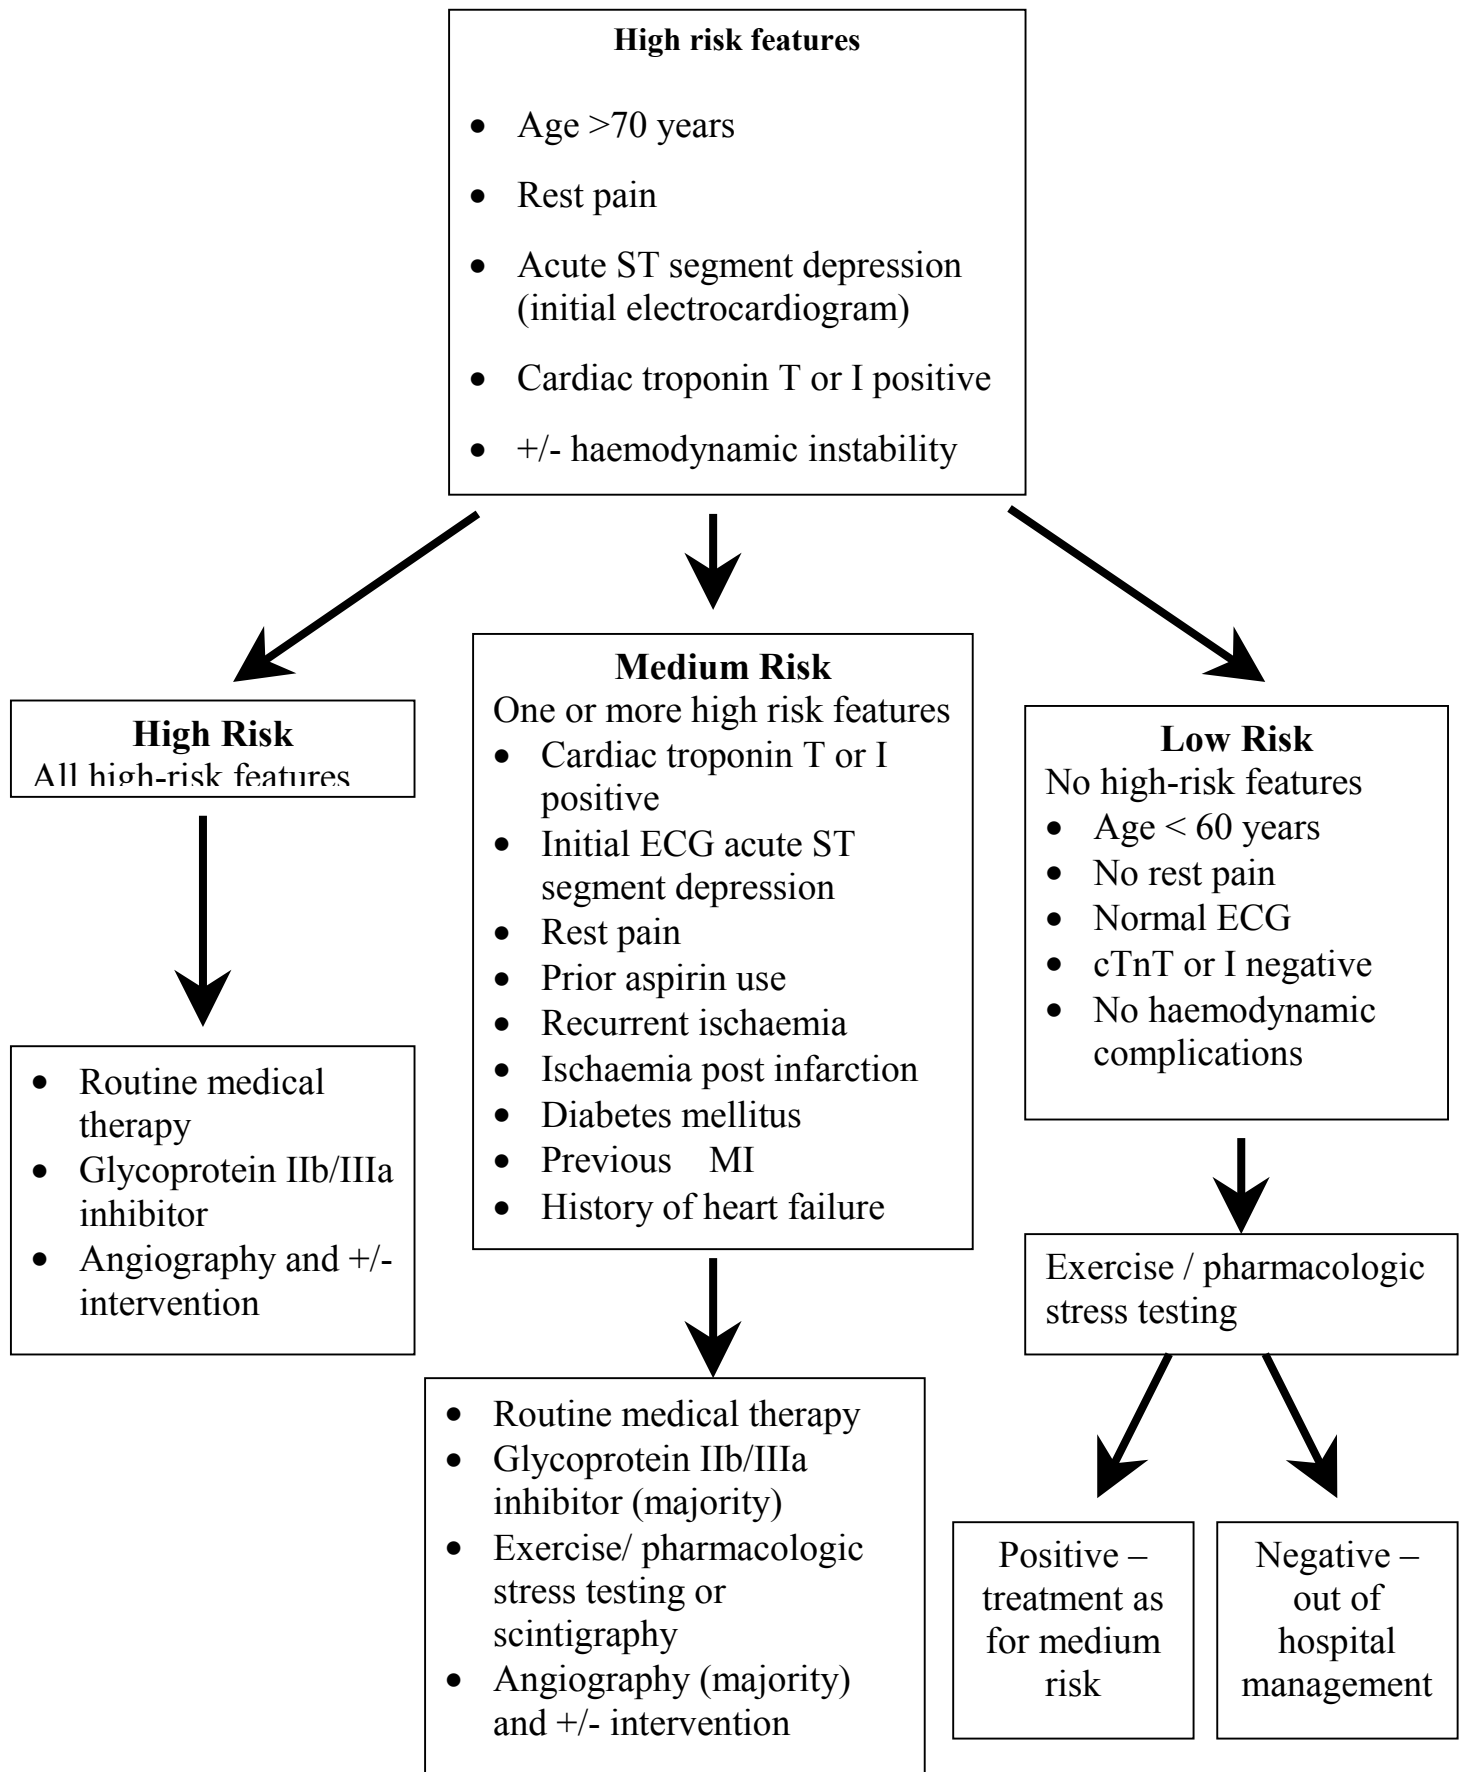 High risk features
• Age >70 years
• Rest pain
• Acute ST segment depression
(initial electrocardiogram)
• Cardiac troponin T or I positive
• +/- haemodynamic instability
High Risk
All high-risk features
• Routine medical
therapy
• Glycoprotein IIb/IIIa
inhibitor
• Angiography and +/-
intervention
Medium Risk
One or more high risk features
• Cardiac troponin T or I
positive
• Initial ECG acute ST
segment depression
• Rest pain
• Prior aspirin use
• Recurrent ischaemia
• Ischaemia post infarction
• Diabetes mellitus
• Previous MI
• History of heart failure
• Routine medical therapy
• Glycoprotein IIb/IIIa
inhibitor (majority)
• Exercise/ pharmacologic
stress testing or
scintigraphy
• Angiography (majority)
and +/- intervention
Low Risk
No high-risk features
• Age < 60 years
• No rest pain
• Normal ECG
• cTnT or I negative
• No haemodynamic
complications
Exercise / pharmacologic
stress testing
Positive –
treatment as
for medium
risk
Negative –
out of
hospital
management